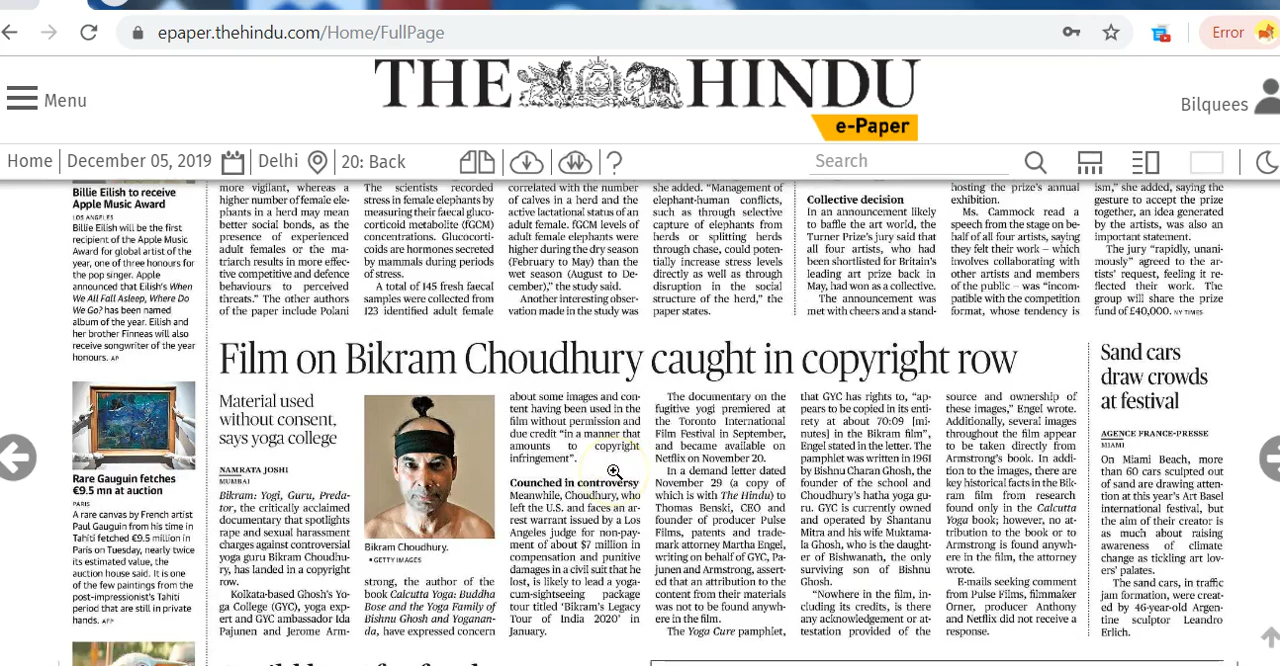 epaper.thehindu.com/Home/FullPage
Error
Menu
THE HINDU
e-Paper
Bilquees
Home
December 05, 2019
Delhi
20: Back
Search
Billie Eilish to receive
Apple Music Award
LOS ANGELES
Billie Eilish will be the first
recipient of the Apple Music
Award for global artist of the
year, one of three honours for
the pop singer. Apple
announced that Eilish's When
We All Fall Asleep, Where Do
We Go? has been named
album of the year. Eilish and
her brother Finneas will also
receive songwriter of the year
honours. AP
Rare Gauguin fetches
€9.5 mn at auction
PARIS
A rare canvas by French artist
Paul Gauguin from his time in
Tahiti fetched €9.5 million in
Paris on Tuesday, nearly twice
its estimated value, the
auction house said. It is one
of the few paintings from the
post-impressionist's Tahiti
period that are still in private
hands. AFP
more vigilant, whereas a
higher number of female ele-
phants in a herd may mean
better social bonds, as the
presence of experienced
adult females or the ma-
triarch results in more effec-
tive competitive and defence
behaviours to perceived
threats." The other authors
of the paper include Polani
The scientists recorded
stress in female elephants by
measuring their faecal gluco-
corticoid metabolite (fGCM)
concentrations. Glucocorti-
coids are hormones secreted
by mammals during periods
of stress.
A total of 145 fresh faecal
samples were collected from
123 identified adult female
correlated with the number
of calves in a herd and the
active lactational status of an
adult female. fGCM levels of
adult female elephants were
higher during the dry season
(February to May) than the
wet season (August to De-
cember)," the study said.
Another interesting obser-
vation made in the study was
she added. "Management of
elephant-human conflicts,
such as through selective
capture of elephants from
herds or splitting herds
through chase, could poten-
tially increase stress levels
directly as well as through
disruption in the social
structure of the herd," the
paper states.
Collective decision
In an announcement likely
to baffle the art world, the
Turner Prize's jury said that
all four artists, who had
been shortlisted for Britain's
leading art prize back in
May, had won as a collective.
The announcement was
met with cheers and a stand-
hosting the prize's annual
exhibition.
Ms. Cammock read a
speech from the stage on be-
half of all four artists, saying
they felt their work – which
involves collaborating with
other artists and members
of the public – was "incom-
patible with the competition
format, whose tendency is
ism," she added, saying the
gesture to accept the prize
together, an idea generated
by the artists, was also an
important statement.
The jury "rapidly, unani-
mously" agreed to the ar-
tists' request, feeling it re-
flected their work. The
group will share the prize
fund of £40,000. NY TIMES
Film on Bikram Choudhury caught in copyright row
Material used
without consent,
says yoga college
NAMRATA JOSHI
MUMBAI
Bikram: Yogi, Guru, Preda-
tor, the critically acclaimed
documentary that spotlights
rape and sexual harassment
charges against controversial
yoga guru Bikram Choudhu-
ry, has landed in a copyright
row.
Kolkata-based Ghosh's Yo-
ga College (GYC), yoga exp-
ert and GYC ambassador Ida
Pajunen and Jerome Arm-
Bikram Choudhury.
• GETTY IMAGES
strong, the author of the
book Calcutta Yoga: Buddha
Bose and the Yoga Family of
Bishnu Ghosh and Yoganan-
da, have expressed concern
about some images and con-
tent having been used in the
film without permission and
due credit "in a manner that
amounts to copyright
infringement".
Counched in controversy
Meanwhile, Choudhury, who
left the U.S. and faces an ar-
rest warrant issued by a Los
Angeles judge for non-pay-
ment of about $7 million in
compensation and punitive
damages in a civil suit that he
lost, is likely to lead a yoga-
cum-sightseeing package
tour titled 'Bikram's Legacy
Tour of India 2020' in
January.
The documentary on the
fugitive yogi premiered at
the Toronto International
Film Festival in September,
and became available on
Netflix on November 20.
In a demand letter dated
November 29 (a copy of
which is with The Hindu) to
Thomas Benski, CEO and
founder of producer Pulse
Films, patents and trade-
mark attorney Martha Engel,
writing on behalf of GYC, Pa-
junen and Armstrong, assert-
ed that an attribution to the
content from their materials
was not to be found anywh-
ere in the film.
The Yoga Cure pamphlet,
that GYC has rights to, "ap-
pears to be copied in its enti-
rety at about 70:09 [mi-
nutes] in the Bikram film",
Engel stated in the letter. The
pamphlet was written in 1961
by Bishnu Charan Ghosh, the
founder of the school and
Choudhury's hatha yoga gu-
ru. GYC is currently owned
and operated by Shantanu
Mitra and his wife Muktama-
la Ghosh, who is the daught-
er of Bishwanath, the only
surviving son of Bishnu
Ghosh.
"Nowhere in the film, in-
cluding its credits, is there
any acknowledgement or at-
testation provided of the
source and ownership of
these images," Engel wrote.
Additionally, several images
throughout the film appear
to be taken directly from
Armstrong's book. In addi-
tion to the images, there are
key historical facts in the Bik-
ram film from research
found only in the Calcutta
Yoga book; however, no at-
tribution to the book or to
Armstrong is found anywh-
ere in the film, the attorney
wrote.
E-mails seeking comment
from Pulse Films, filmmaker
Orner, producer Anthony
and Netflix did not receive a
response.
Sand cars
draw crowds
at festival
AGENCE FRANCE-PRESSE
MIAMI
On Miami Beach, more
than 60 cars sculpted out
of sand are drawing atten-
tion at this year's Art Basel
international festival, but
the aim of their creator is
as much about raising
awareness of climate
change as tickling art lov-
ers' palates.
The sand cars, in traffic
jam formation, were creat-
ed by 46-year-old Argen-
tine sculptor Leandro
Erlich.